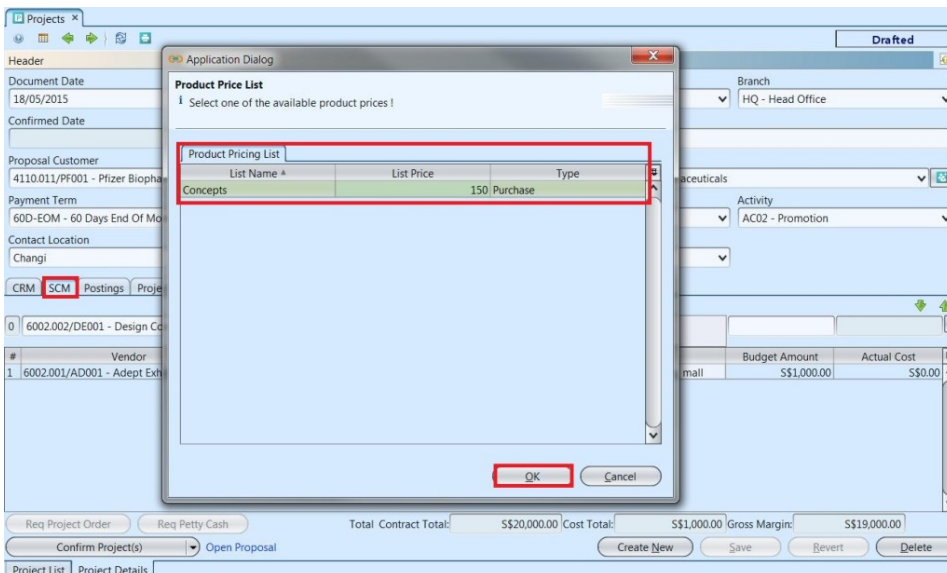 Projects
Drafted
Header
Application Dialog
Document Date
Product Price List
Branch
18/05/2015
i Select one of the available product prices !
HQ - Head Office
Confirmed Date
Proposal Customer
Product Pricing List
4110.011/PF001 - Pfizer Biopha
List Name List Price Type
aceuticals
Concepts 150 Purchase
Payment Term
Activity
60D-EOM - 60 Days End Of Mo
AC02 - Promotion
Contact Location
Changi
CRM SCM Postings Proje
0 6002.002/DE001 - Design Co
# Vendor Budget Amount Actual Cost
1 6002.001/AD001 - Adept Exh mall S$1,000.00 S$0.00
OK Cancel
Req Project Order Req Petty Cash Total Contract Total: S$20,000.00 Cost Total: S$1,000.00 Gross Margin: S$19,000.00
Confirm Project(s) Open Proposal Create New Save Revert Delete
Project List Project Details